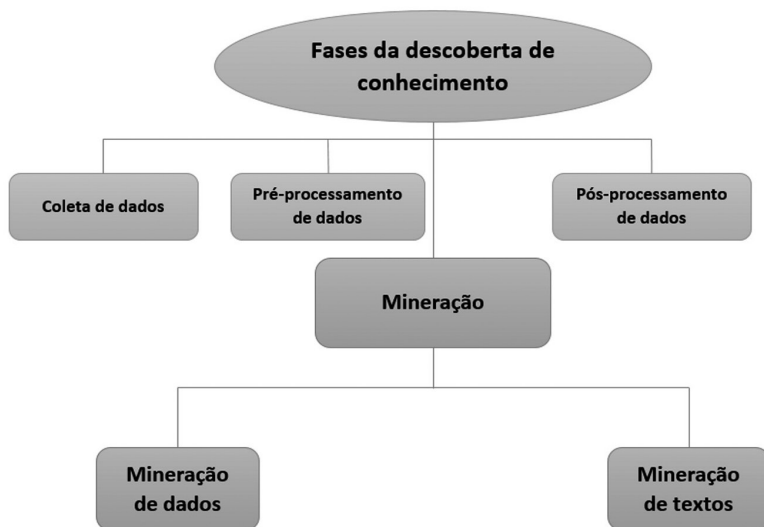 Fases da descoberta de
conhecimento
Coleta de dados
Pré-processamento
de dados
Pós-processamento
de dados
Mineração
Mineração
de dados
Mineração
de textos